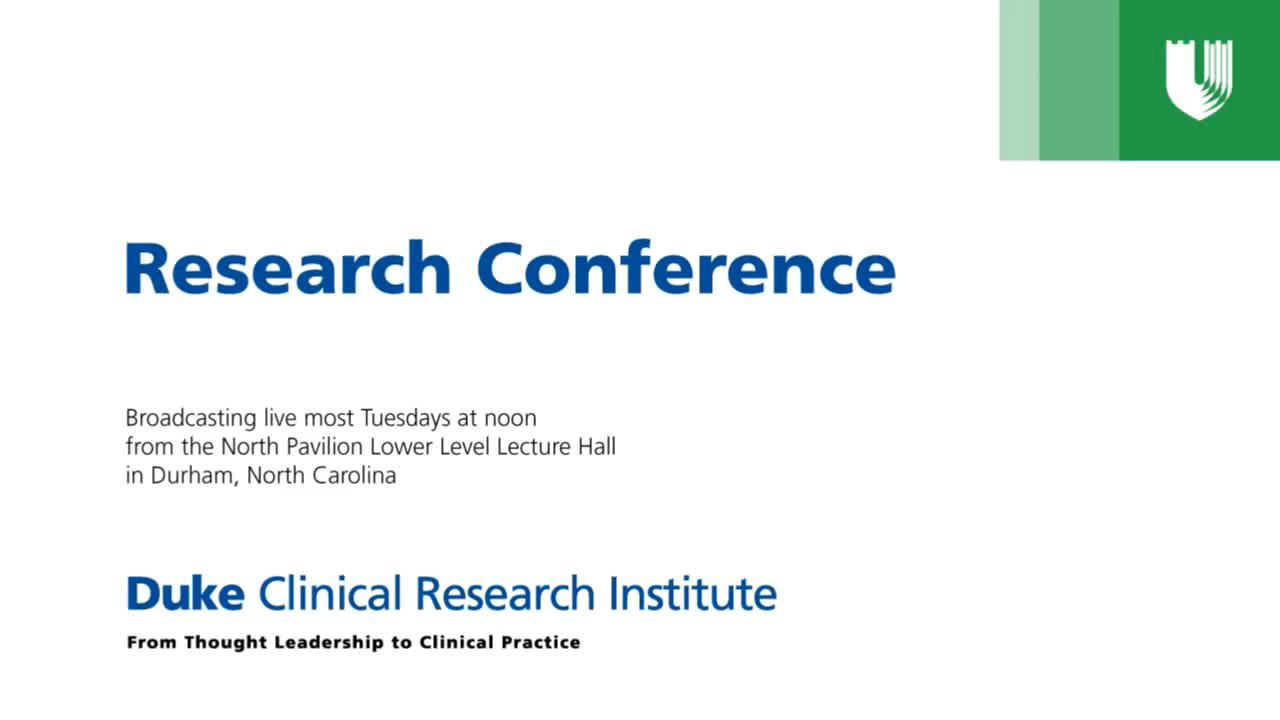 Research Conference
Broadcasting live most Tuesdays at noon
from the North Pavilion Lower Level Lecture Hall
in Durham, North Carolina
Duke Clinical Research Institute
From Thought Leadership to Clinical Practice